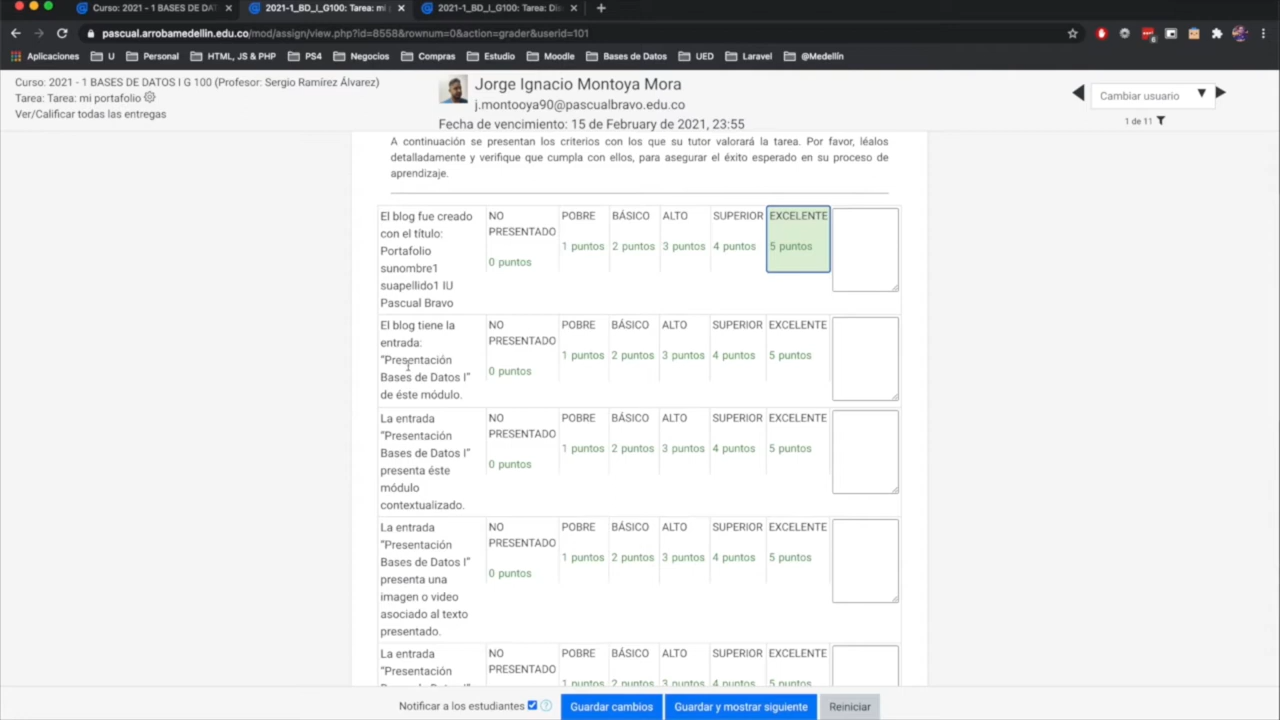 Curso: 2021 - 1 BASES DE DAT
2021-1_BD_I_G100: Tarea: mi
2021-1_BD_I_G100: Tarea: Dis
pascual.arrobamedellin.edu.co/mod/assign/view.php?id=8558&rownum=0&action=grader&userid=101
Aplicaciones
U
Personal
HTML, JS & PHP
PS4
Negocios
Compras
Estudio
Moodle
Bases de Datos
UED
Laravel
@Medellín
Curso: 2021 - 1 BASES DE DATOS I G 100 (Profesor: Sergio Ramírez Álvarez)
Tarea: Tarea: mi portafolio
Ver/Calificar todas las entregas
Jorge Ignacio Montoya Mora
j.montooya90@pascualbravo.edu.co
Fecha de vencimiento: 15 de February de 2021, 23:55
Cambiar usuario
1 de 11
A continuación se presentan los criterios con los que su tutor valorará la tarea. Por favor, léalos
detalladamente y verifique que cumpla con ellos, para asegurar el éxito esperado en su proceso de
aprendizaje.
El blog fue creado
con el título:
Portafolio
sunombre1
suapellido1 IU
Pascual Bravo
NO
PRESENTADO
0 puntos
POBRE
1 puntos
BÁSICO
2 puntos
ALTO
3 puntos
SUPERIOR
4 puntos
EXCELENTE
5 puntos
El blog tiene la
entrada:
“Presentación
Bases de Datos I”
de éste módulo.
NO
PRESENTADO
0 puntos
POBRE
1 puntos
BÁSICO
2 puntos
ALTO
3 puntos
SUPERIOR
4 puntos
EXCELENTE
5 puntos
La entrada
“Presentación
Bases de Datos I”
presenta éste
módulo
contextualizado.
NO
PRESENTADO
0 puntos
POBRE
1 puntos
BÁSICO
2 puntos
ALTO
3 puntos
SUPERIOR
4 puntos
EXCELENTE
5 puntos
La entrada
“Presentación
Bases de Datos I”
presenta una
imagen o video
asociado al texto
presentado.
NO
PRESENTADO
0 puntos
POBRE
1 puntos
BÁSICO
2 puntos
ALTO
3 puntos
SUPERIOR
4 puntos
EXCELENTE
5 puntos
La entrada
“Presentación
NO
PRESENTADO
POBRE
1 puntos
BÁSICO
2 puntos
ALTO
3 puntos
SUPERIOR
4 puntos
EXCELENTE
5 puntos
Notificar a los estudiantes
Guardar cambios
Guardar y mostrar siguiente
Reiniciar